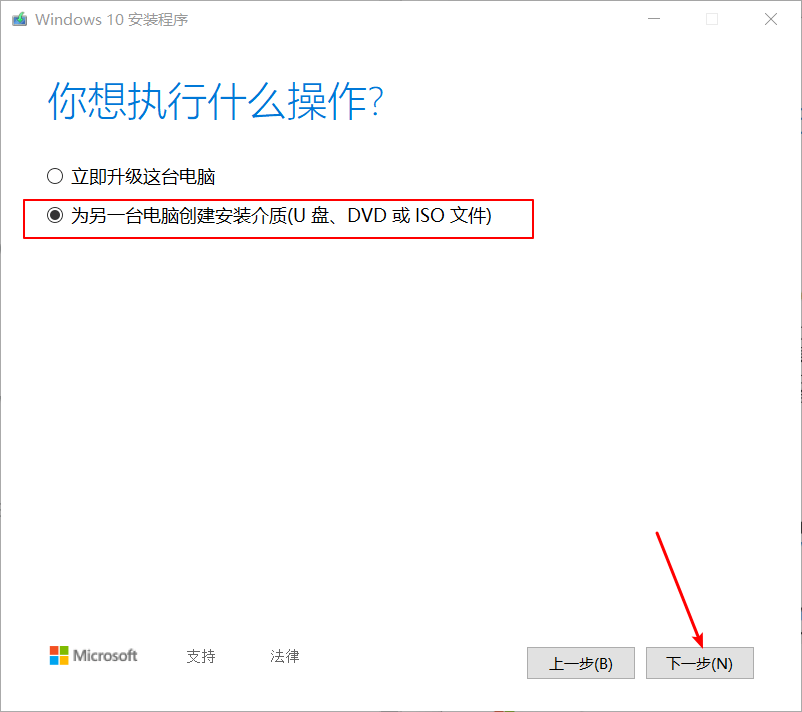 Windows 10 安装程序
你想执行什么操作?
立即升级这台电脑
为另一台电脑创建安装介质(U 盘、DVD 或 ISO 文件)
Microsoft 支持 法律 上一步(B) 下一步(N)